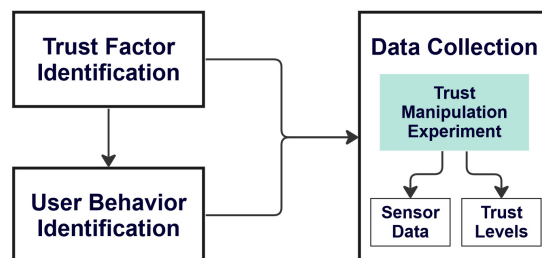 Trust Factor
Identification
User Behavior
Identification
Data Collection
Trust
Manipulation
Experiment
Sensor
Data
Trust
Levels